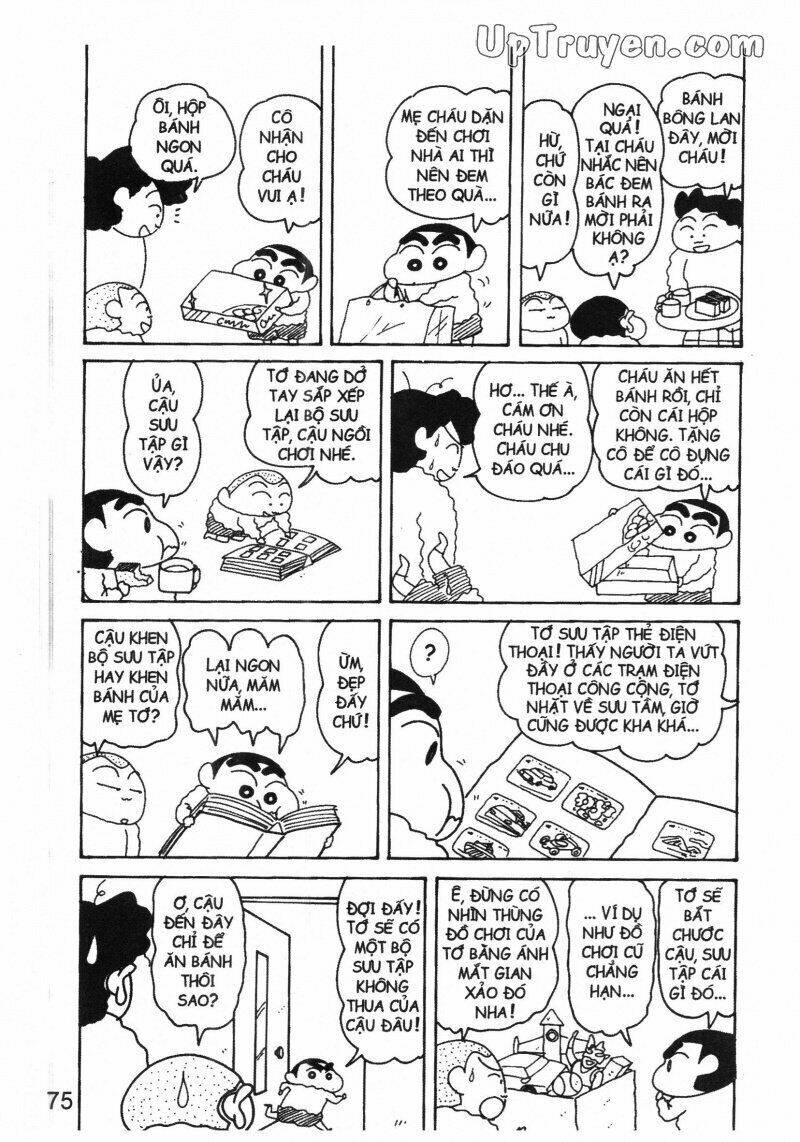 UpTruyen.com
BÁNH
BÔNG LAN
ĐÂY, MỜI
CHÁU!
NGẠI
QUÁ!
TẠI CHÁU
NHẮC NÊN
BÁC ĐEM
BÁNH RA
MỜI PHẢI
KHÔNG
Ạ?
HỪ,
CHỨ
CÒN
GÌ
NỮA!
MẸ CHÁU DẶN
ĐẾN CHƠI
NHÀ AI THÌ
NÊN ĐEM
THEO QUÀ...
CÔ
NHẬN
CHO
CHÁU
VUI Ạ!
ÔI, HỘP
BÁNH
NGON
QUÁ.
CHÁU ĂN HẾT
BÁNH RỒI, CHỈ
CÒN CÁI HỘP
KHÔNG. TẶNG
CÔ ĐỂ CÔ ĐỰNG
CÁI GÌ ĐÓ...
HƠ... THẾ À,
CÁM ƠN
CHÁU NHÉ.
CHÁU CHU
ĐÁO QUÁ...
TỚ ĐANG DỞ
TAY SẮP XẾP
LẠI BỘ SƯU
TẬP, CẬU NGỒI
CHƠI NHÉ.
ỦA,
CẬU
SƯU
TẬP GÌ
VẬY?
TỚ SƯU TẬP THẺ ĐIỆN
THOẠI! THẤY NGƯỜI TA VỨT
ĐẦY Ở CÁC TRẠM ĐIỆN
THOẠI CÔNG CỘNG, TỚ
NHẶT VỀ SƯU TẦM, GIỜ
CŨNG ĐƯỢC KHA KHÁ...
?
ỪM,
ĐẸP
ĐẤY
CHỨ!
LẠI NGON
NỮA, MĂM
MĂM...
CẬU KHEN
BỘ SƯU TẬP
HAY KHEN
BÁNH CỦA
MẸ TỚ?
TỚ SẼ
BẮT
CHƯỚC
CẬU, SƯU
TẬP CÁI
GÌ ĐÓ...
... VÍ DỤ
NHƯ ĐỒ
CHƠI CŨ
CHẲNG
HẠN...
Ê, ĐỪNG CÓ
NHÌN THÙNG
ĐỒ CHƠI CỦA
TỚ BẰNG ÁNH
MẮT GIAN
XẢO ĐÓ
NHA!
ĐỢI ĐẤY!
TỚ SẼ CÓ
MỘT BỘ
SƯU TẬP
KHÔNG
THUA CỦA
CẬU ĐÂU!
Ơ, CẬU
ĐẾN ĐÂY
CHỈ ĐỂ
ĂN BÁNH
THÔI
SAO?
75